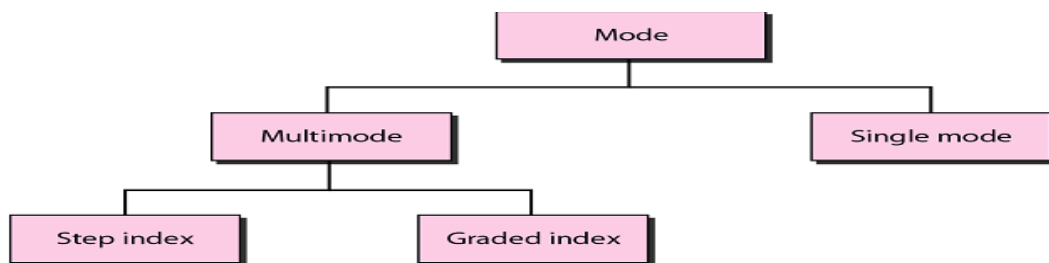 Mode
Multimode
Single mode
Step index
Graded index